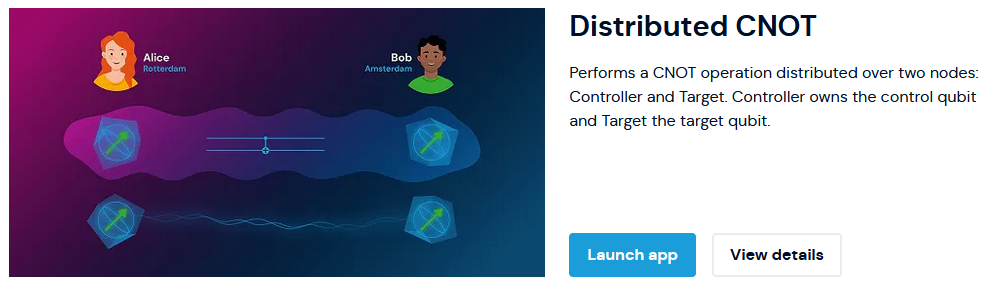 Alice
Rotterdam
Bob
Amsterdam
Distributed CNOT
Performs a CNOT operation distributed over two nodes:
Controller and Target. Controller owns the control qubit
and Target the target qubit.
Launch app
View details